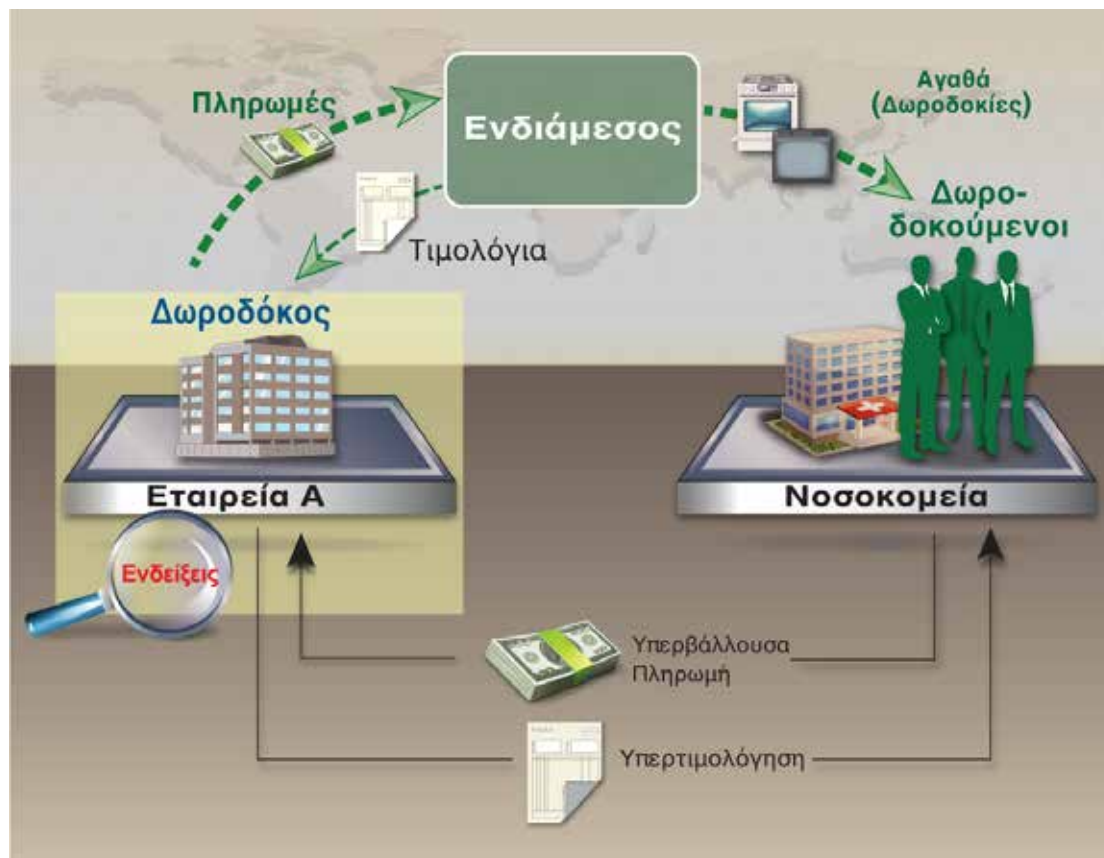 Πληρωμές
Ενδιάμεσος
Αγαθά
(Δωροδοκίες)
Τιμολόγια
Δωρο-
δοκούμενοι
Δωροδόκος
Εταιρεία Α
Νοσοκομεία
Ενδείξεις
Υπερβάλλουσα
Πληρωμή
Υπερτιμολόγηση